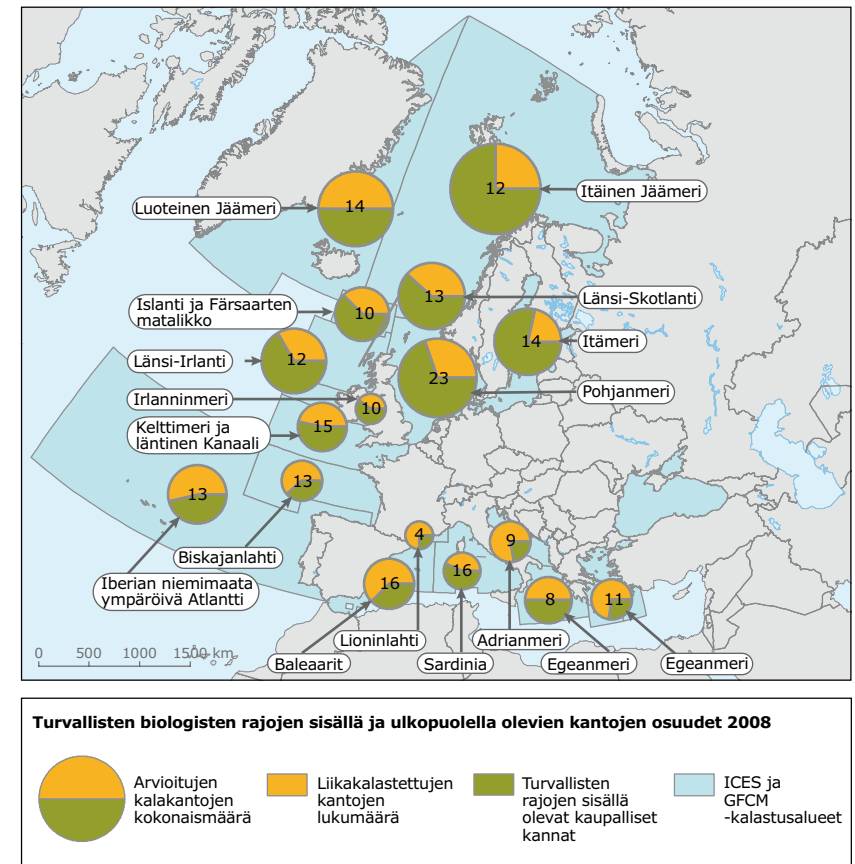 Luoteinen Jäämeri
14
12
Itäinen Jäämeri
Islanti ja Färsaarten
matalikko
10
13
Länsi-Skotlanti
Länsi-Irlanti
12
14
Itämeri
Irlanninmeri
10
23
Pohjanmeri
Kelttimeri ja
läntinen Kanaali
15
13
13
Biskajanlahti
Iberian niemimaata
ympäröivä Atlantti
4
9
16
16
8
11
Lioninlahti
Adrianmeri
Baleaarit
Sardinia
Egeanmeri
Egeanmeri
0 500 1000 1500 km
Turvallisten biologisten rajojen sisällä ja ulkopuolella olevien kantojen osuudet 2008
Arvioitujen
kalakantojen
kokonaismäärä
Liikakalastettujen
kantojen
lukumäärä
Turvallisten
rajojen sisällä
olevat kaupalliset
kannat
ICES ja
GFCM
-kalastusalueet